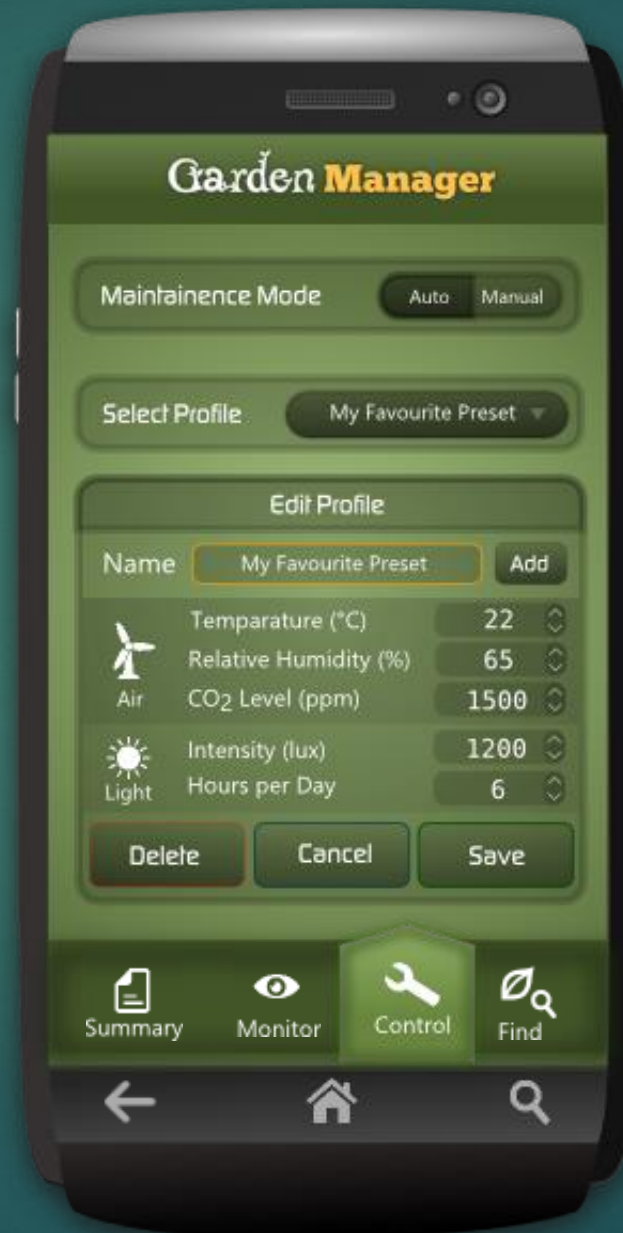 Garden Manager
Maintainence Mode Auto Manual
Select Profile My Favourite Preset
Edit Profile
Name My Favourite Preset Add
Temparature (°C) 22
Relative Humidity (%) 65
Air CO2 Level (ppm) 1500
Intensity (lux) 1200
Light Hours per Day 6
Delete Cancel Save
Summary Monitor Control Find